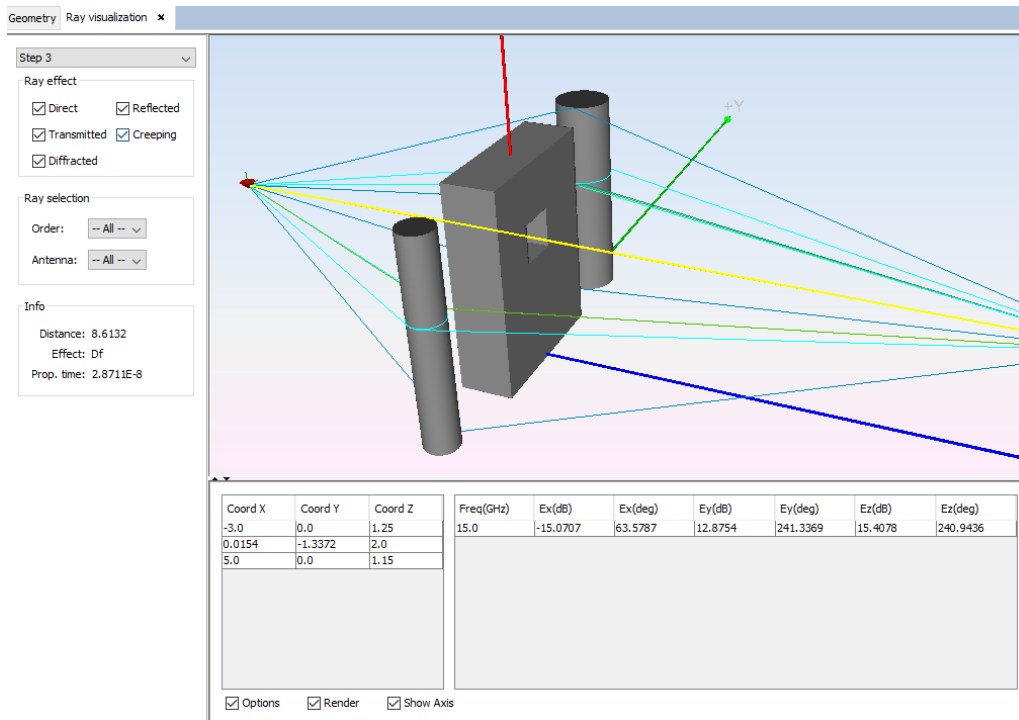 Geometry Ray visualization ×
Step 3
Ray effect
Direct Reflected
Transmitted Creeping
Diffracted
Ray selection
Order: -- All --
Antenna: -- All --
Info
Distance: 8.6132
Effect: Df
Prop. time: 2.8711E-8
+Y
Coord X Coord Y Coord Z
-3.0 0.0 1.25
0.0154 -1.3372 2.0
5.0 0.0 1.15
Freq(GHz) Ex(dB) Ex(deg) Ey(dB) Ey(deg) Ez(dB) Ez(deg)
15.0 -15.0707 63.5787 12.8754 241.3369 15.4078 240.9436
Options Render Show Axis